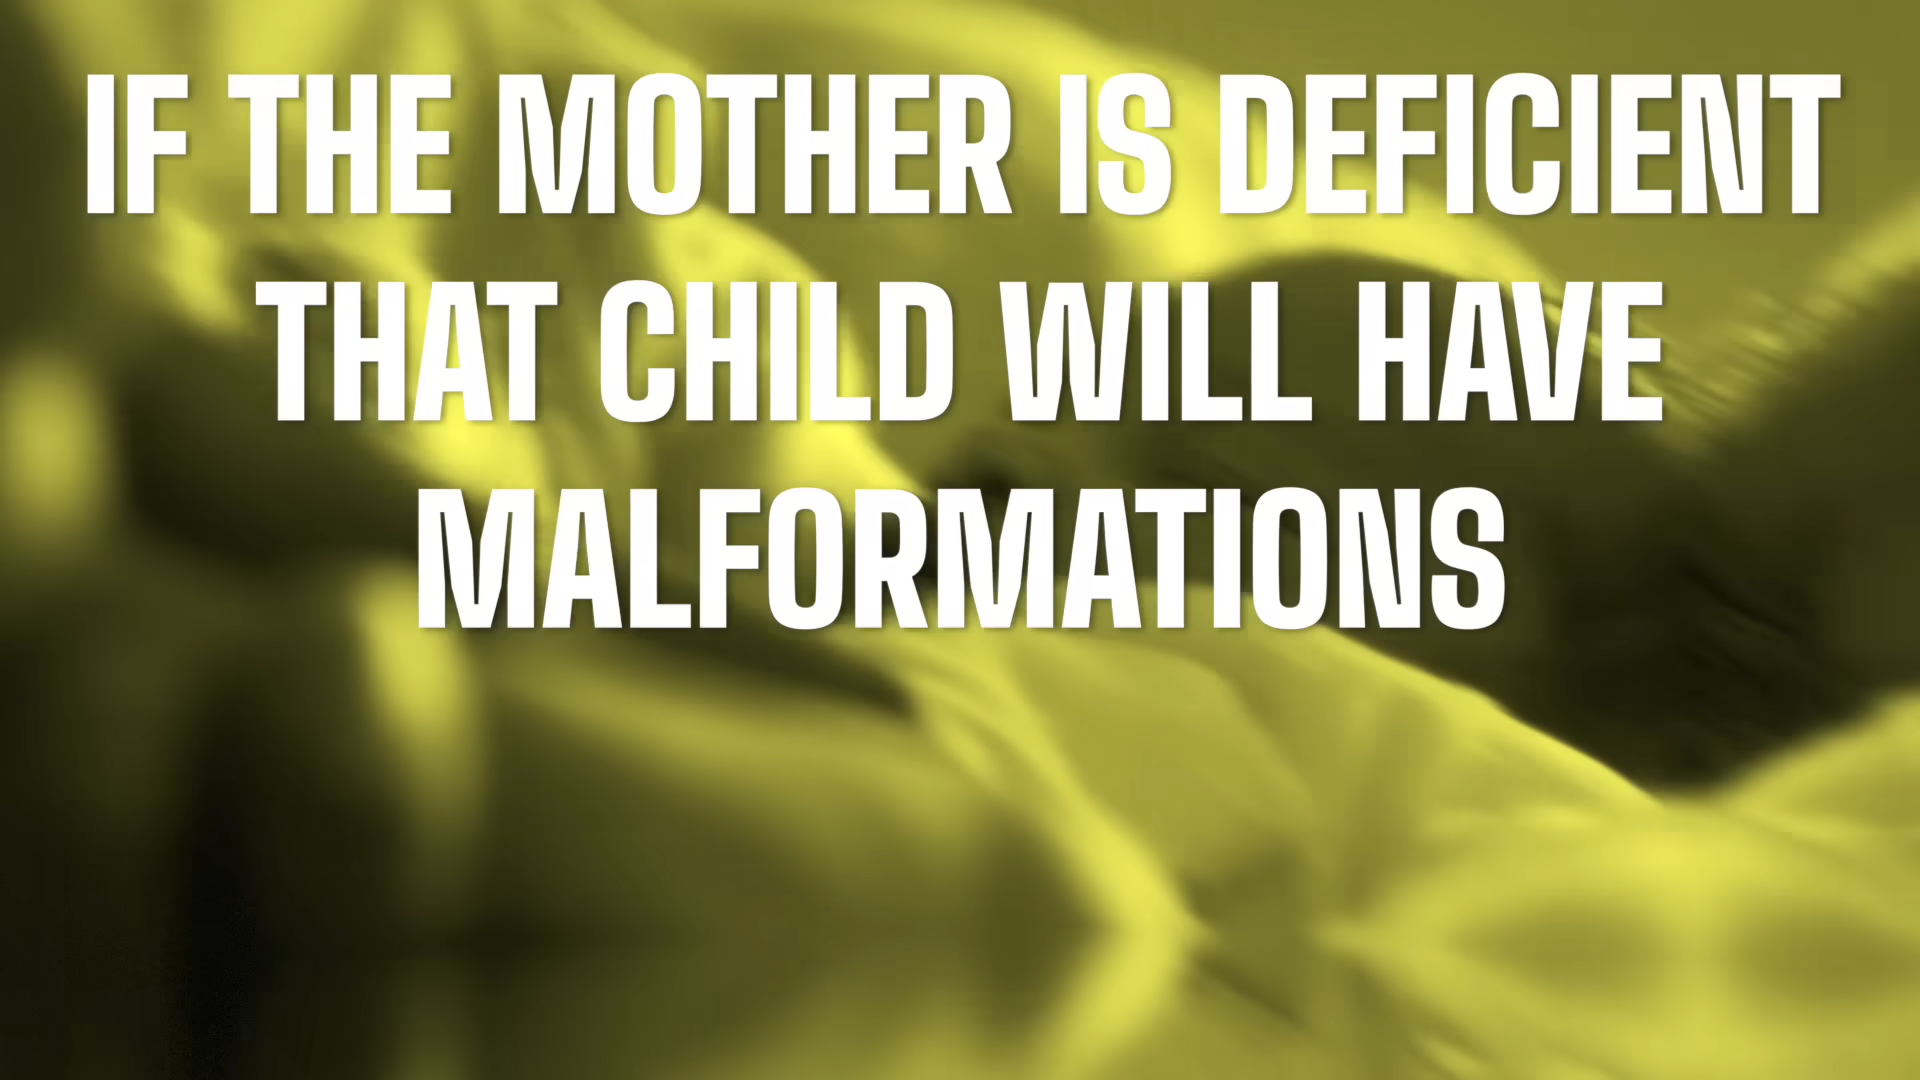 IF THE MOTHER IS DEFICIENT
THAT CHILD WILL HAVE
MALFORMATIONS